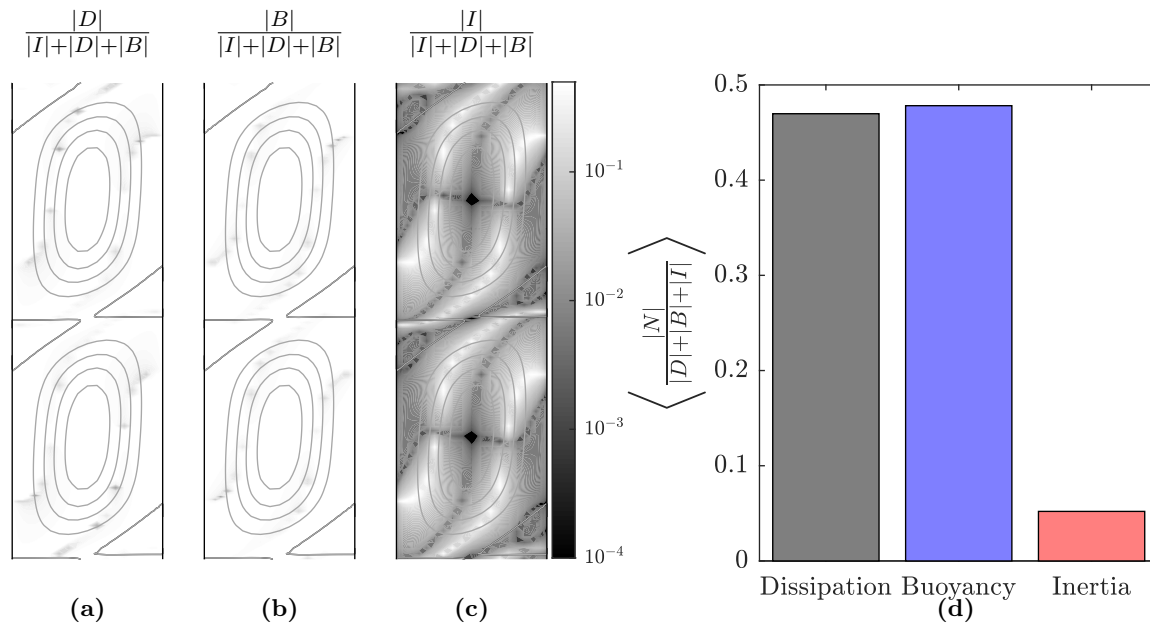 |D|
|I|+|D|+|B|
|B|
|I|+|D|+|B|
|I|
|I|+|D|+|B|
10⁻¹
10⁻²
10⁻³
10⁻⁴
⟨|N|
|D|+|B|+|I|⟩
0.5
0.4
0.3
0.2
0.1
0
Dissipation Buoyancy Inertia
(a) (b) (c) (d)